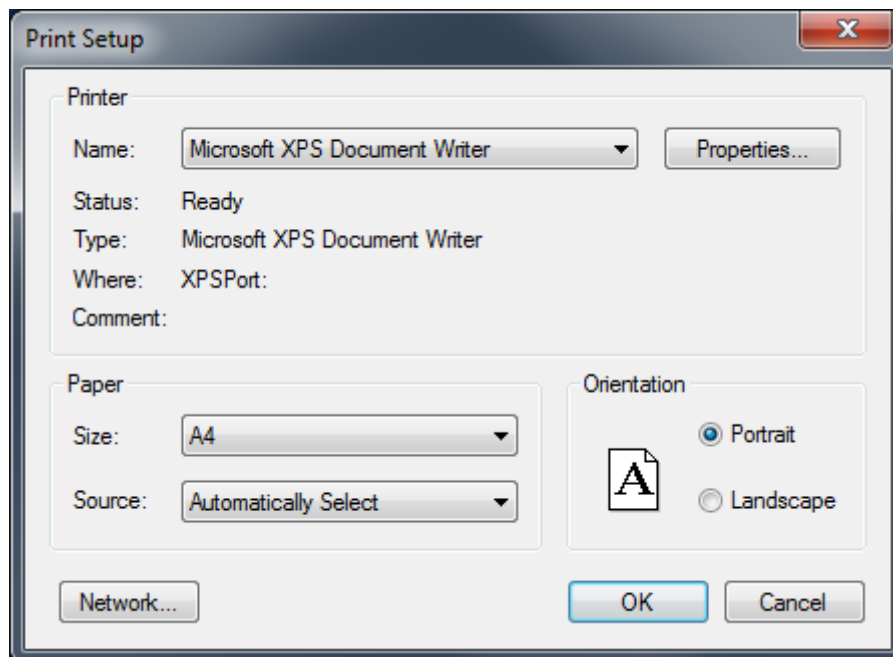 Print Setup
Printer
Name: Microsoft XPS Document Writer Properties...
Status: Ready
Type: Microsoft XPS Document Writer
Where: XPSPort:
Comment:
Paper
Size: A4
Source: Automatically Select
Orientation
A
Portrait
Landscape
Network...
OK Cancel